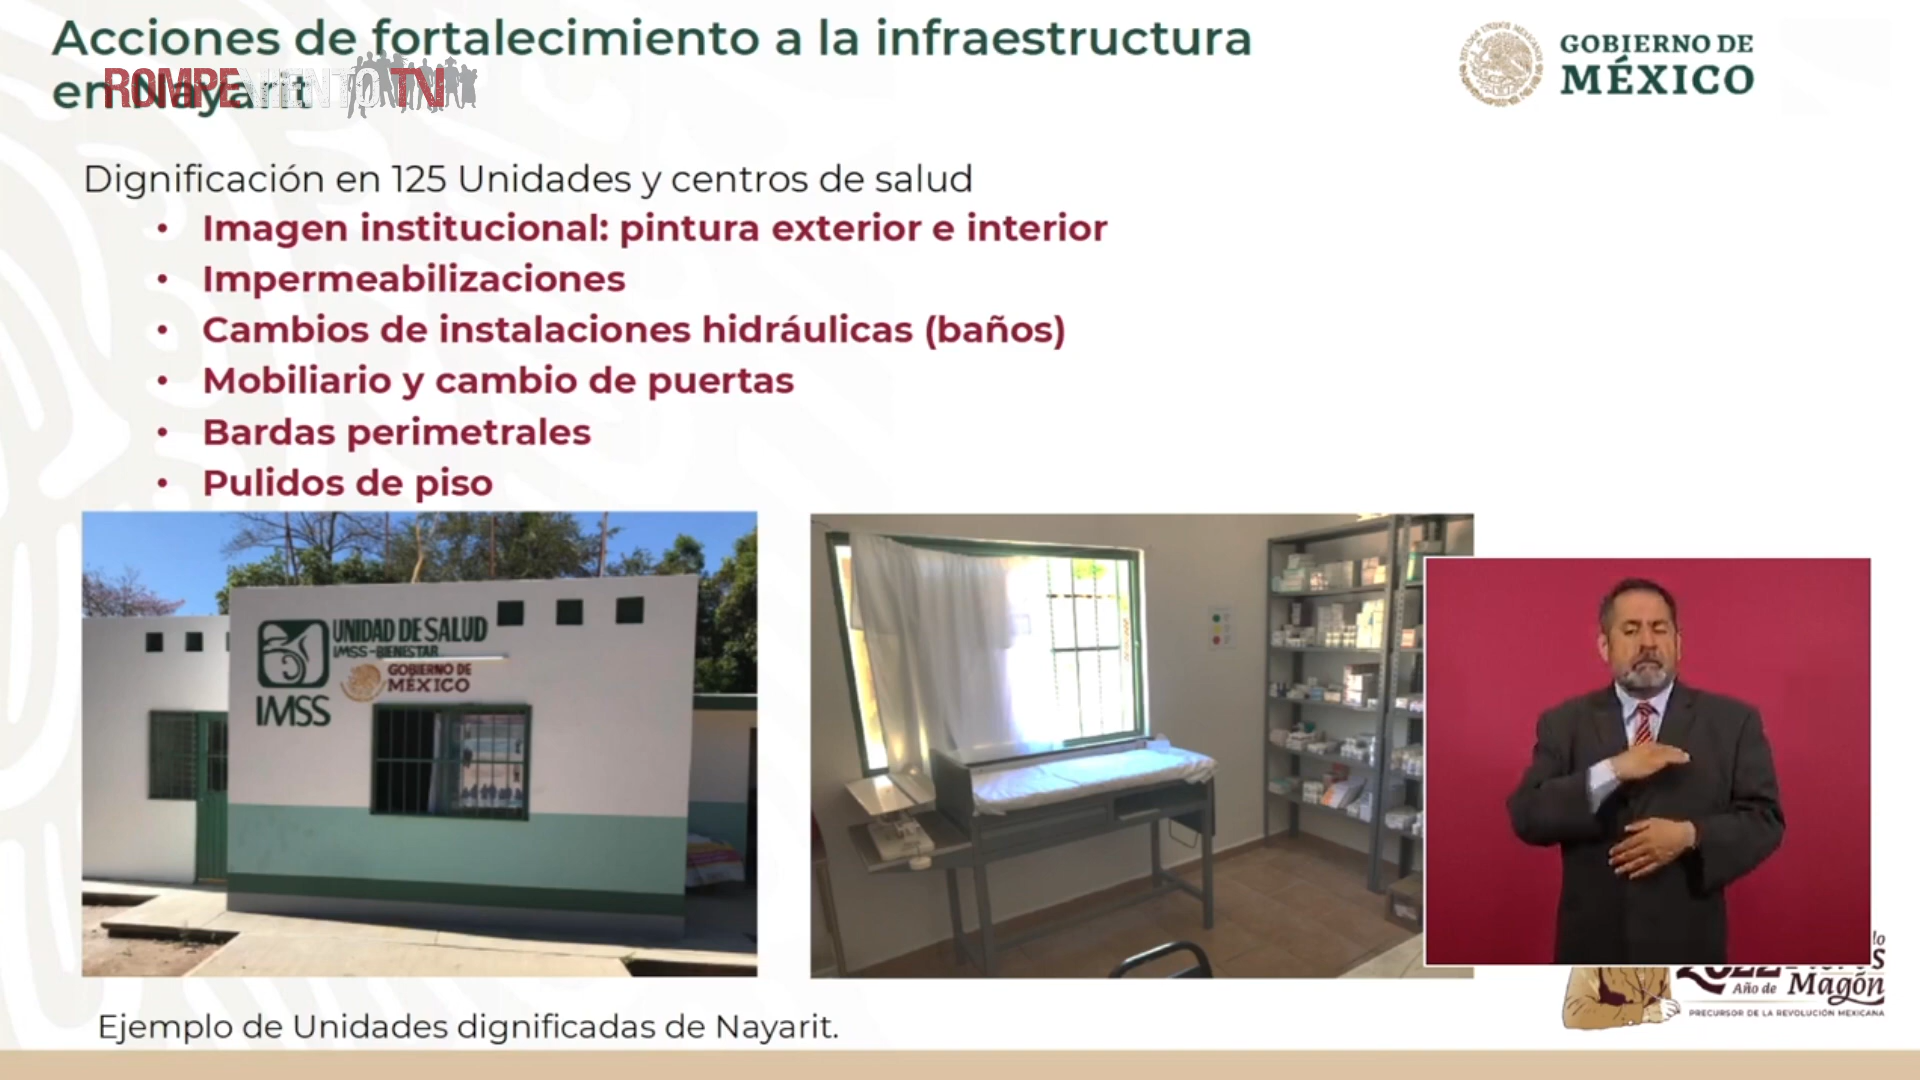 Acciones de fortalecimiento a la infraestructura
en Nayarit
ROMPEVIENTO TV
GOBIERNO DE
MÉXICO
Dignificación en 125 Unidades y centros de salud
• Imagen institucional: pintura exterior e interior
• Impermeabilizaciones
• Cambios de instalaciones hidráulicas (baños)
• Mobiliario y cambio de puertas
• Bardas perimetrales
• Pulidos de piso
UNIDAD DE SALUD
IMSS-BIENESTAR
GOBIERNO DE
MÉXICO
IMSS
2022
Año de Magón
PRECURSOR DE LA REVOLUCIÓN MEXICANA
Ejemplo de Unidades dignificadas de Nayarit.